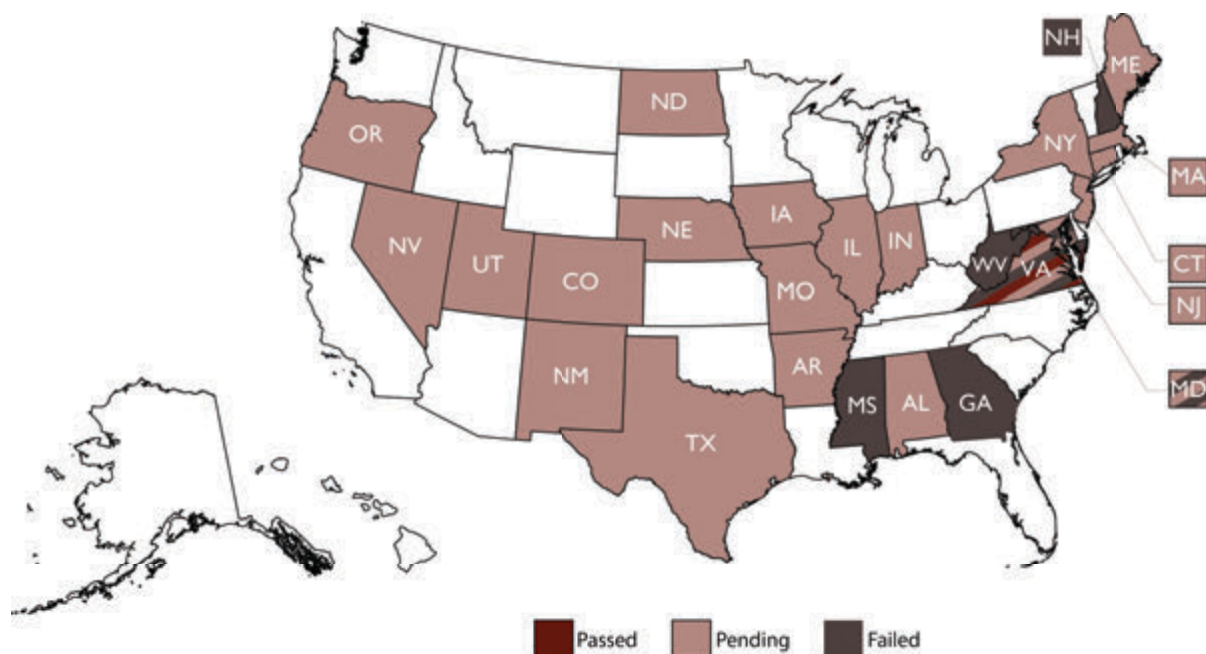 NH
ME
ND
OR
NY
MA
IA
NE
IL
IN
NV
UT
WV
VA
CT
CO
MO
NJ
AR
NM
MD
MS
AL
GA
TX
Passed
Pending
Failed